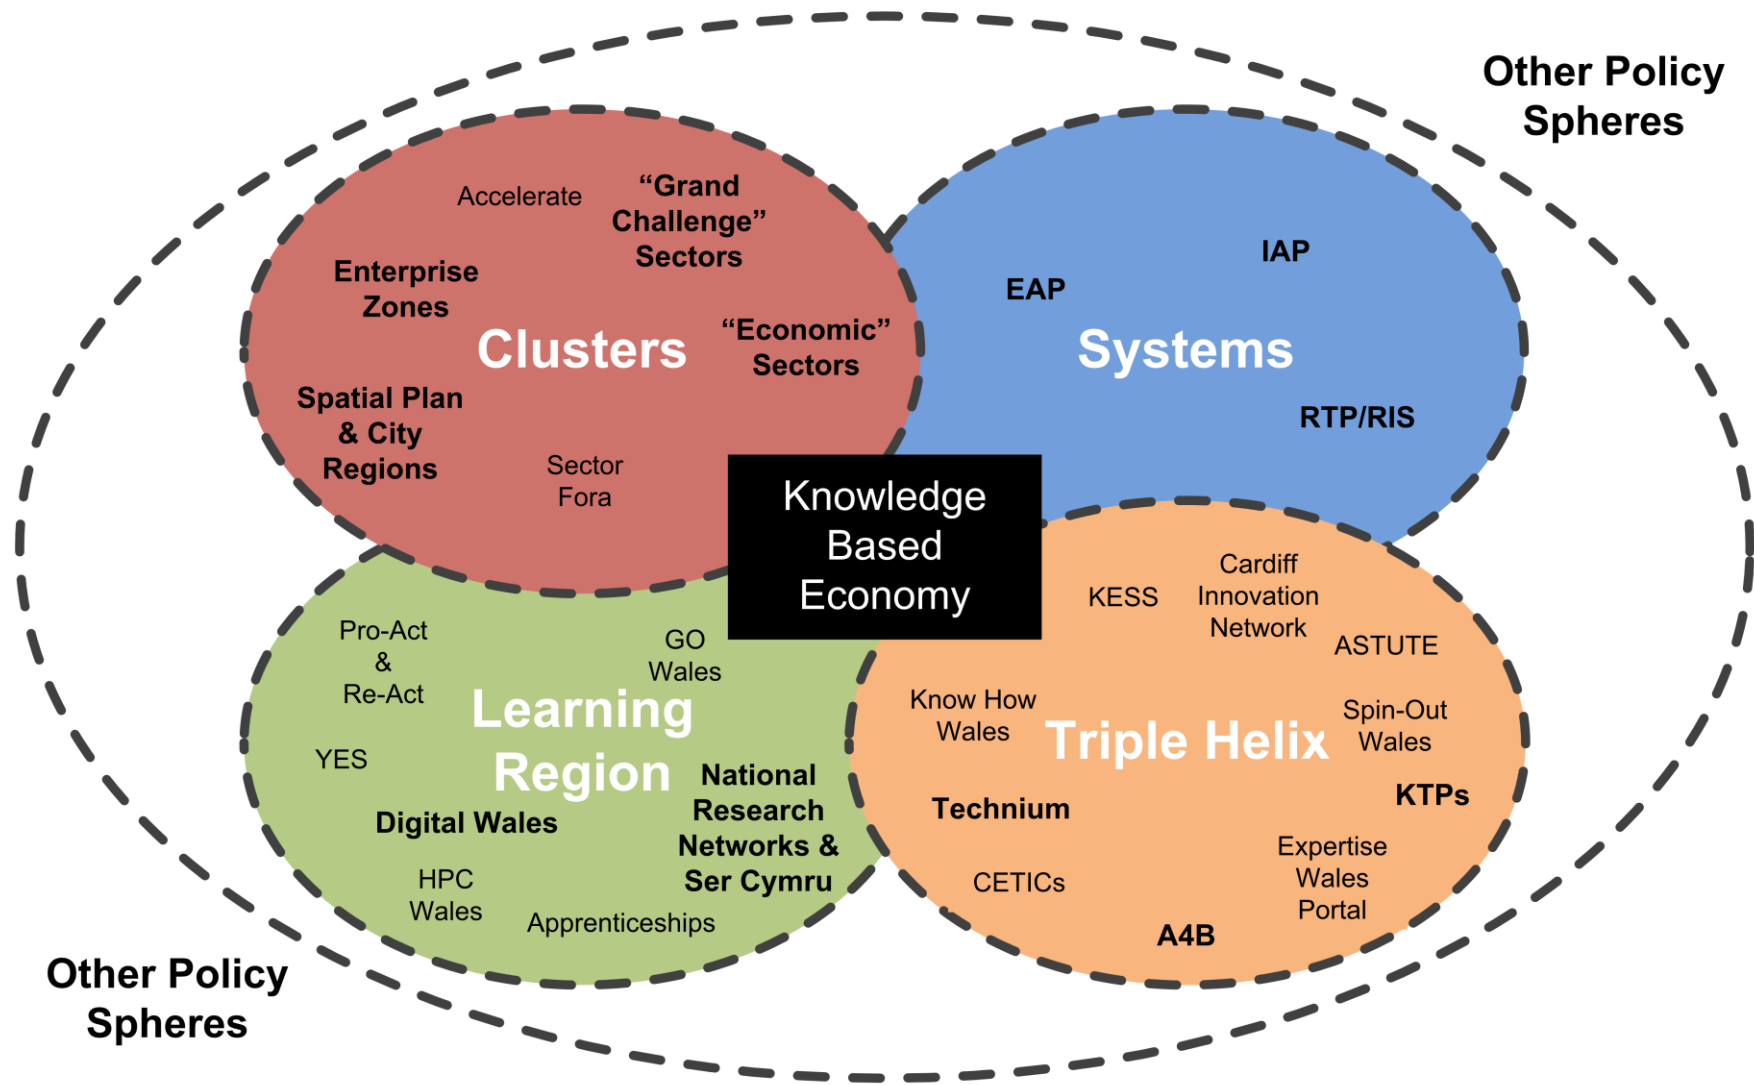 Other Policy
Spheres
Accelerate
“Grand
Challenge”
Sectors
Enterprise
Zones
“Economic”
Sectors
Clusters
Spatial Plan
& City
Regions
Sector
Fora
IAP
EAP
Systems
RTP/RIS
Knowledge
Based
Economy
Pro-Act
&
Re-Act
GO
Wales
Learning
Region
YES
Digital Wales
National
Research
Networks &
Ser Cymru
HPC
Wales
Apprenticeships
KESS
Cardiff
Innovation
Network
ASTUTE
Know How
Wales
Triple Helix
Spin-Out
Wales
Technium
KTPs
CETICs
Expertise
Wales
Portal
A4B
Other Policy
Spheres